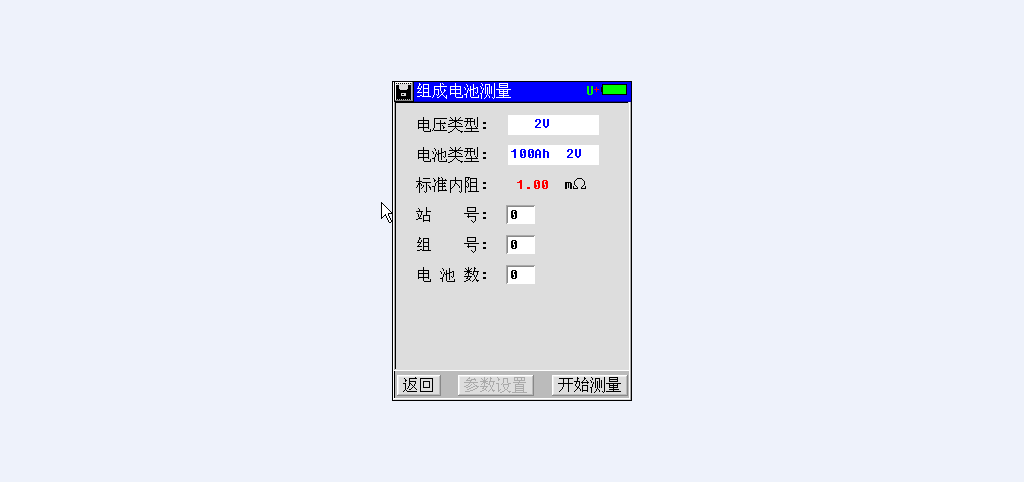 组成电池测量 U+
电压类型: 2V
电池类型: 100Ah 2V
标准内阻: 1.00 mΩ
站 号: 0
组 号: 0
电 池 数: 0
返回 参数设置 开始测量